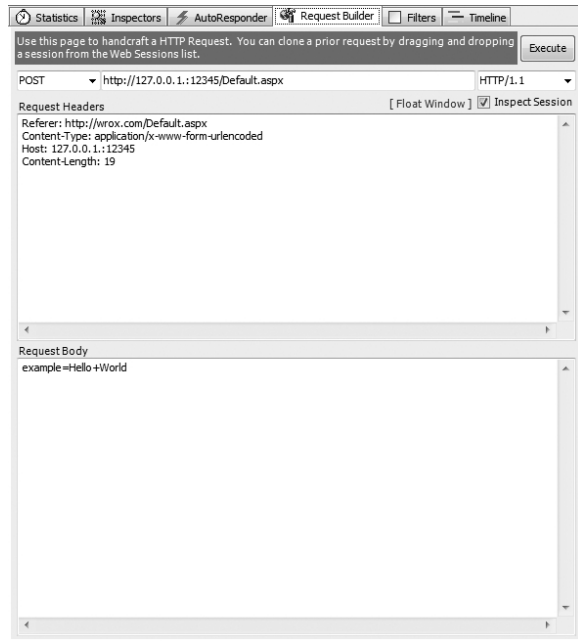 Statistics Inspectors AutoResponder Request Builder Filters Timeline
Use this page to handcraft a HTTP Request. You can clone a prior request by dragging and dropping
a session from the Web Sessions list.
Execute
POST http://127.0.0.1.:12345/Default.aspx HTTP/1.1
Request Headers [ Float Window ] Inspect Session
Referer: http://wrox.com/Default.aspx
Content-Type: application/x-www-form-urlencoded
Host: 127.0.0.1.:12345
Content-Length: 19
Request Body
example=Hello+World